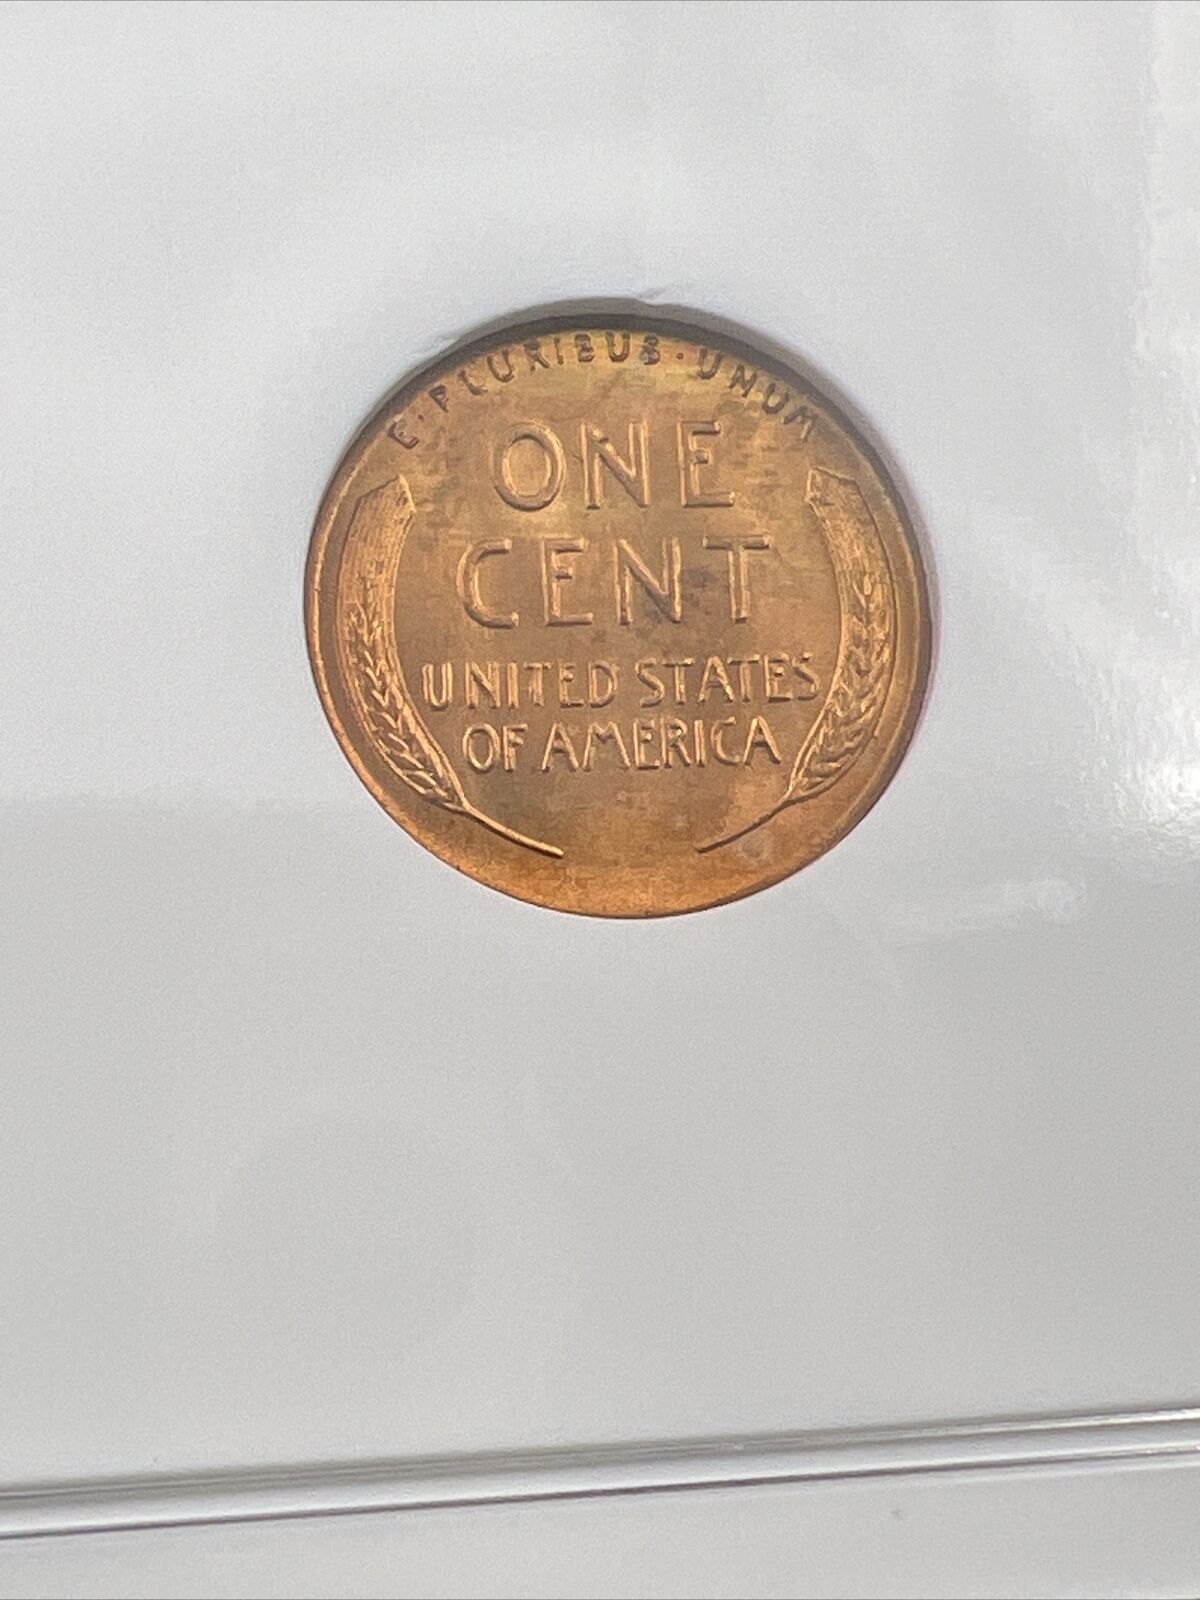 E · PLURIBUS · UNUM
ONE
CENT
UNITED STATES
OF AMERICA